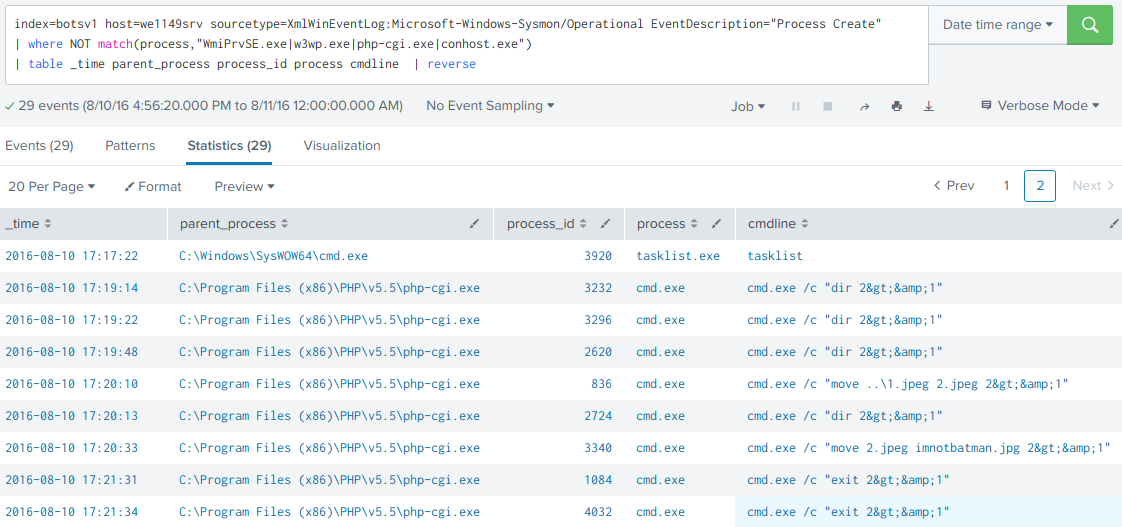 index=botsv1 host=we1149srv sourcetype=XmlWinEventLog:Microsoft-Windows-Sysmon/Operational EventDescription="Process Create"
| where NOT match(process,"WmiPrvSE.exe|w3wp.exe|php-cgi.exe|conhost.exe")
| table _time parent_process process_id process cmdline | reverse
Date time range
29 events (8/10/16 4:56:20.000 PM to 8/11/16 12:00:00.000 AM) No Event Sampling Job Verbose Mode
Events (29) Patterns Statistics (29) Visualization
20 Per Page Format Preview Prev 1 2 Next
_time parent_process process_id process cmdline
2016-08-10 17:17:22 C:\Windows\SysWOW64\cmd.exe 3920 tasklist.exe tasklist
2016-08-10 17:19:14 C:\Program Files (x86)\PHP\v5.5\php-cgi.exe 3232 cmd.exe cmd.exe /c "dir 2&gt;&amp;1"
2016-08-10 17:19:22 C:\Program Files (x86)\PHP\v5.5\php-cgi.exe 3296 cmd.exe cmd.exe /c "dir 2&gt;&amp;1"
2016-08-10 17:19:48 C:\Program Files (x86)\PHP\v5.5\php-cgi.exe 2620 cmd.exe cmd.exe /c "dir 2&gt;&amp;1"
2016-08-10 17:20:10 C:\Program Files (x86)\PHP\v5.5\php-cgi.exe 836 cmd.exe cmd.exe /c "move ..\1.jpeg 2.jpeg 2&gt;&amp;1"
2016-08-10 17:20:13 C:\Program Files (x86)\PHP\v5.5\php-cgi.exe 2724 cmd.exe cmd.exe /c "dir 2&gt;&amp;1"
2016-08-10 17:20:33 C:\Program Files (x86)\PHP\v5.5\php-cgi.exe 3340 cmd.exe cmd.exe /c "move 2.jpeg imnotbatman.jpg 2&gt;&amp;1"
2016-08-10 17:21:31 C:\Program Files (x86)\PHP\v5.5\php-cgi.exe 1084 cmd.exe cmd.exe /c "exit 2&gt;&amp;1"
2016-08-10 17:21:34 C:\Program Files (x86)\PHP\v5.5\php-cgi.exe 4032 cmd.exe cmd.exe /c "exit 2&gt;&amp;1"